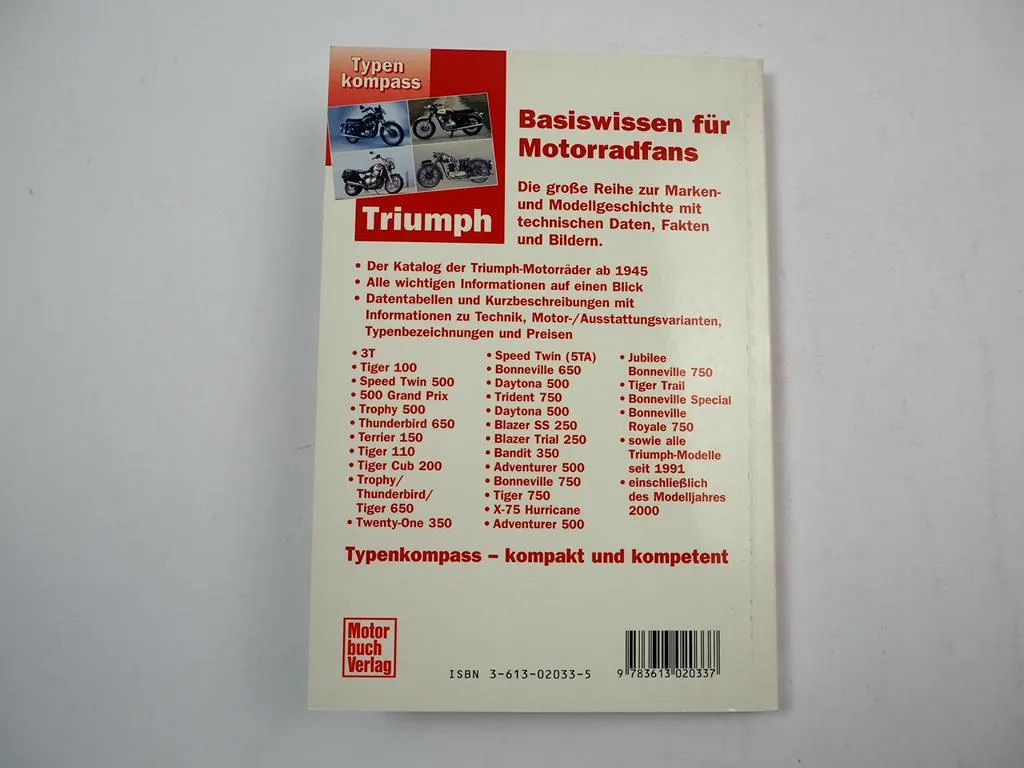 Typen
kompass
Triumph
Basiswissen für
Motorradfans
Die große Reihe zur Marken-
und Modellgeschichte mit
technischen Daten, Fakten
und Bildern.
• Der Katalog der Triumph-Motorräder ab 1945
• Alle wichtigen Informationen auf einen Blick
• Datentabellen und Kurzbeschreibungen mit
Informationen zu Technik, Motor-/Ausstattungsvarianten,
Typenbezeichnungen und Preisen
• 3T
• Tiger 100
• Speed Twin 500
• 500 Grand Prix
• Trophy 500
• Thunderbird 650
• Terrier 150
• Tiger 110
• Tiger Cub 200
• Trophy/
Thunderbird/
Tiger 650
• Twenty-One 350
• Speed Twin (5TA)
• Bonneville 650
• Daytona 500
• Trident 750
• Daytona 500
• Blazer SS 250
• Blazer Trial 250
• Bandit 350
• Adventurer 500
• Bonneville 750
• Tiger 750
• X-75 Hurricane
• Adventurer 500
• Jubilee
Bonneville 750
• Tiger Trail
• Bonneville Special
• Bonneville
Royale 750
• sowie alle
Triumph-Modelle
seit 1991
• einschließlich
des Modelljahres
2000
Typenkompass – kompakt und kompetent
Motor
buch
Verlag
ISBN 3-613-02033-5
9 783613 020337